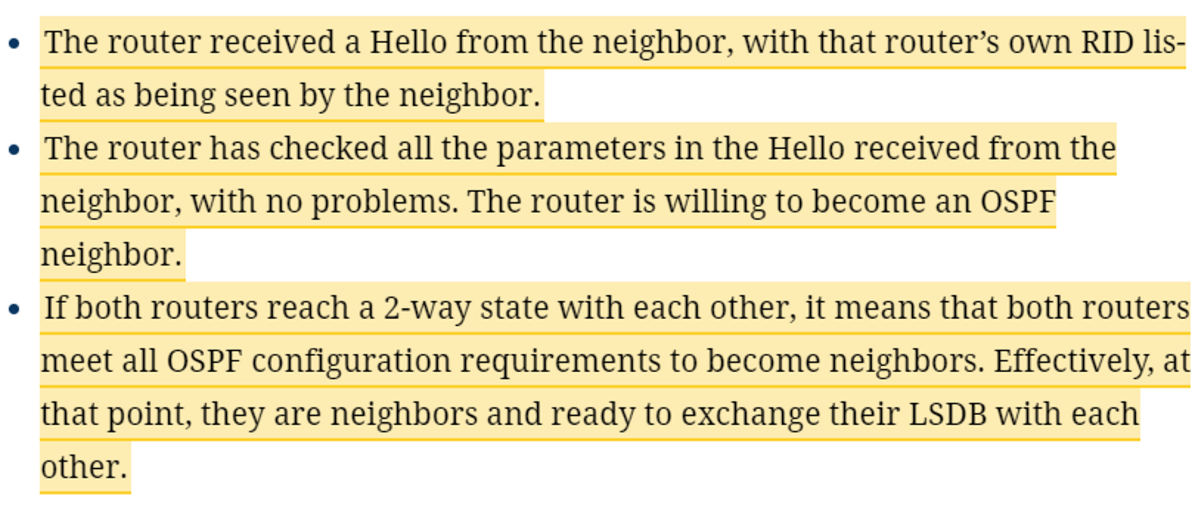 • The router received a Hello from the neighbor, with that router’s own RID lis-
ted as being seen by the neighbor.
• The router has checked all the parameters in the Hello received from the
neighbor, with no problems. The router is willing to become an OSPF
neighbor.
• If both routers reach a 2-way state with each other, it means that both routers
meet all OSPF configuration requirements to become neighbors. Effectively, at
that point, they are neighbors and ready to exchange their LSDB with each
other.